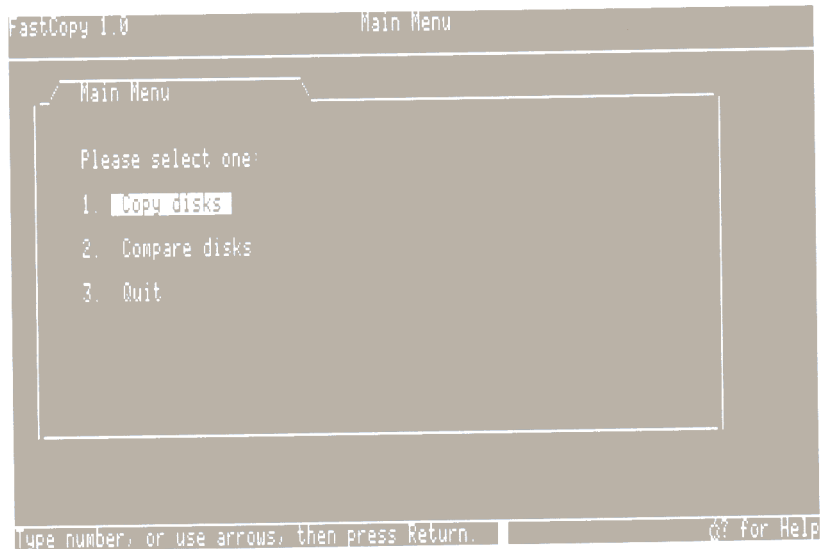 FastCopy 1.0 Main Menu
Main Menu
Please select one:
1. Copy disks
2. Compare disks
3. Quit
Type number, or use arrows, then press Return. ? for Help